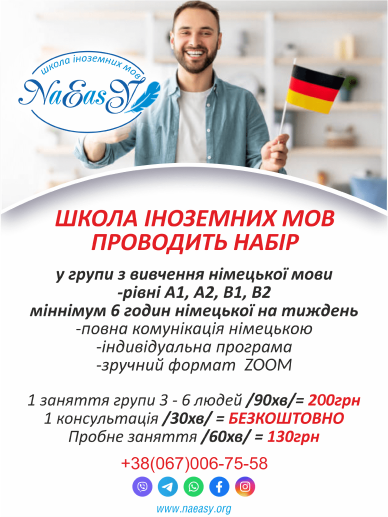 школа іноземних мов
NaEasY
ШКОЛА ІНОЗЕМНИХ МОВ
ПРОВОДИТЬ НАБІР
у групи з вивчення німецької мови
-рівні А1, А2, В1, В2
міннімум 6 годин німецької на тиждень
-повна комунікація німецькою
-індивідуальна програма
-зручний формат ZOOM
1 заняття групи 3 - 6 людей /90хв/= 200грн
1 консультація /30хв/ = БЕЗКОШТОВНО
Пробне заняття /60хв/ = 130грн
+38(067)006-75-58
www.naeasy.org